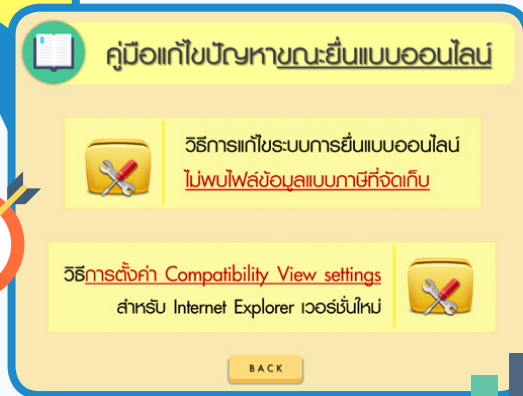 คู่มือแก้ไขปัญหาขณะยื่นแบบออนไลน์
วิธีการแก้ไขระบบการยื่นแบบออนไลน์
ไม่พบไฟล์ข้อมูลแบบภาษีที่จัดเก็บ
วิธีการตั้งค่า Compatibility View settings
สำหรับ Internet Explorer เวอร์ชั่นใหม่
BACK